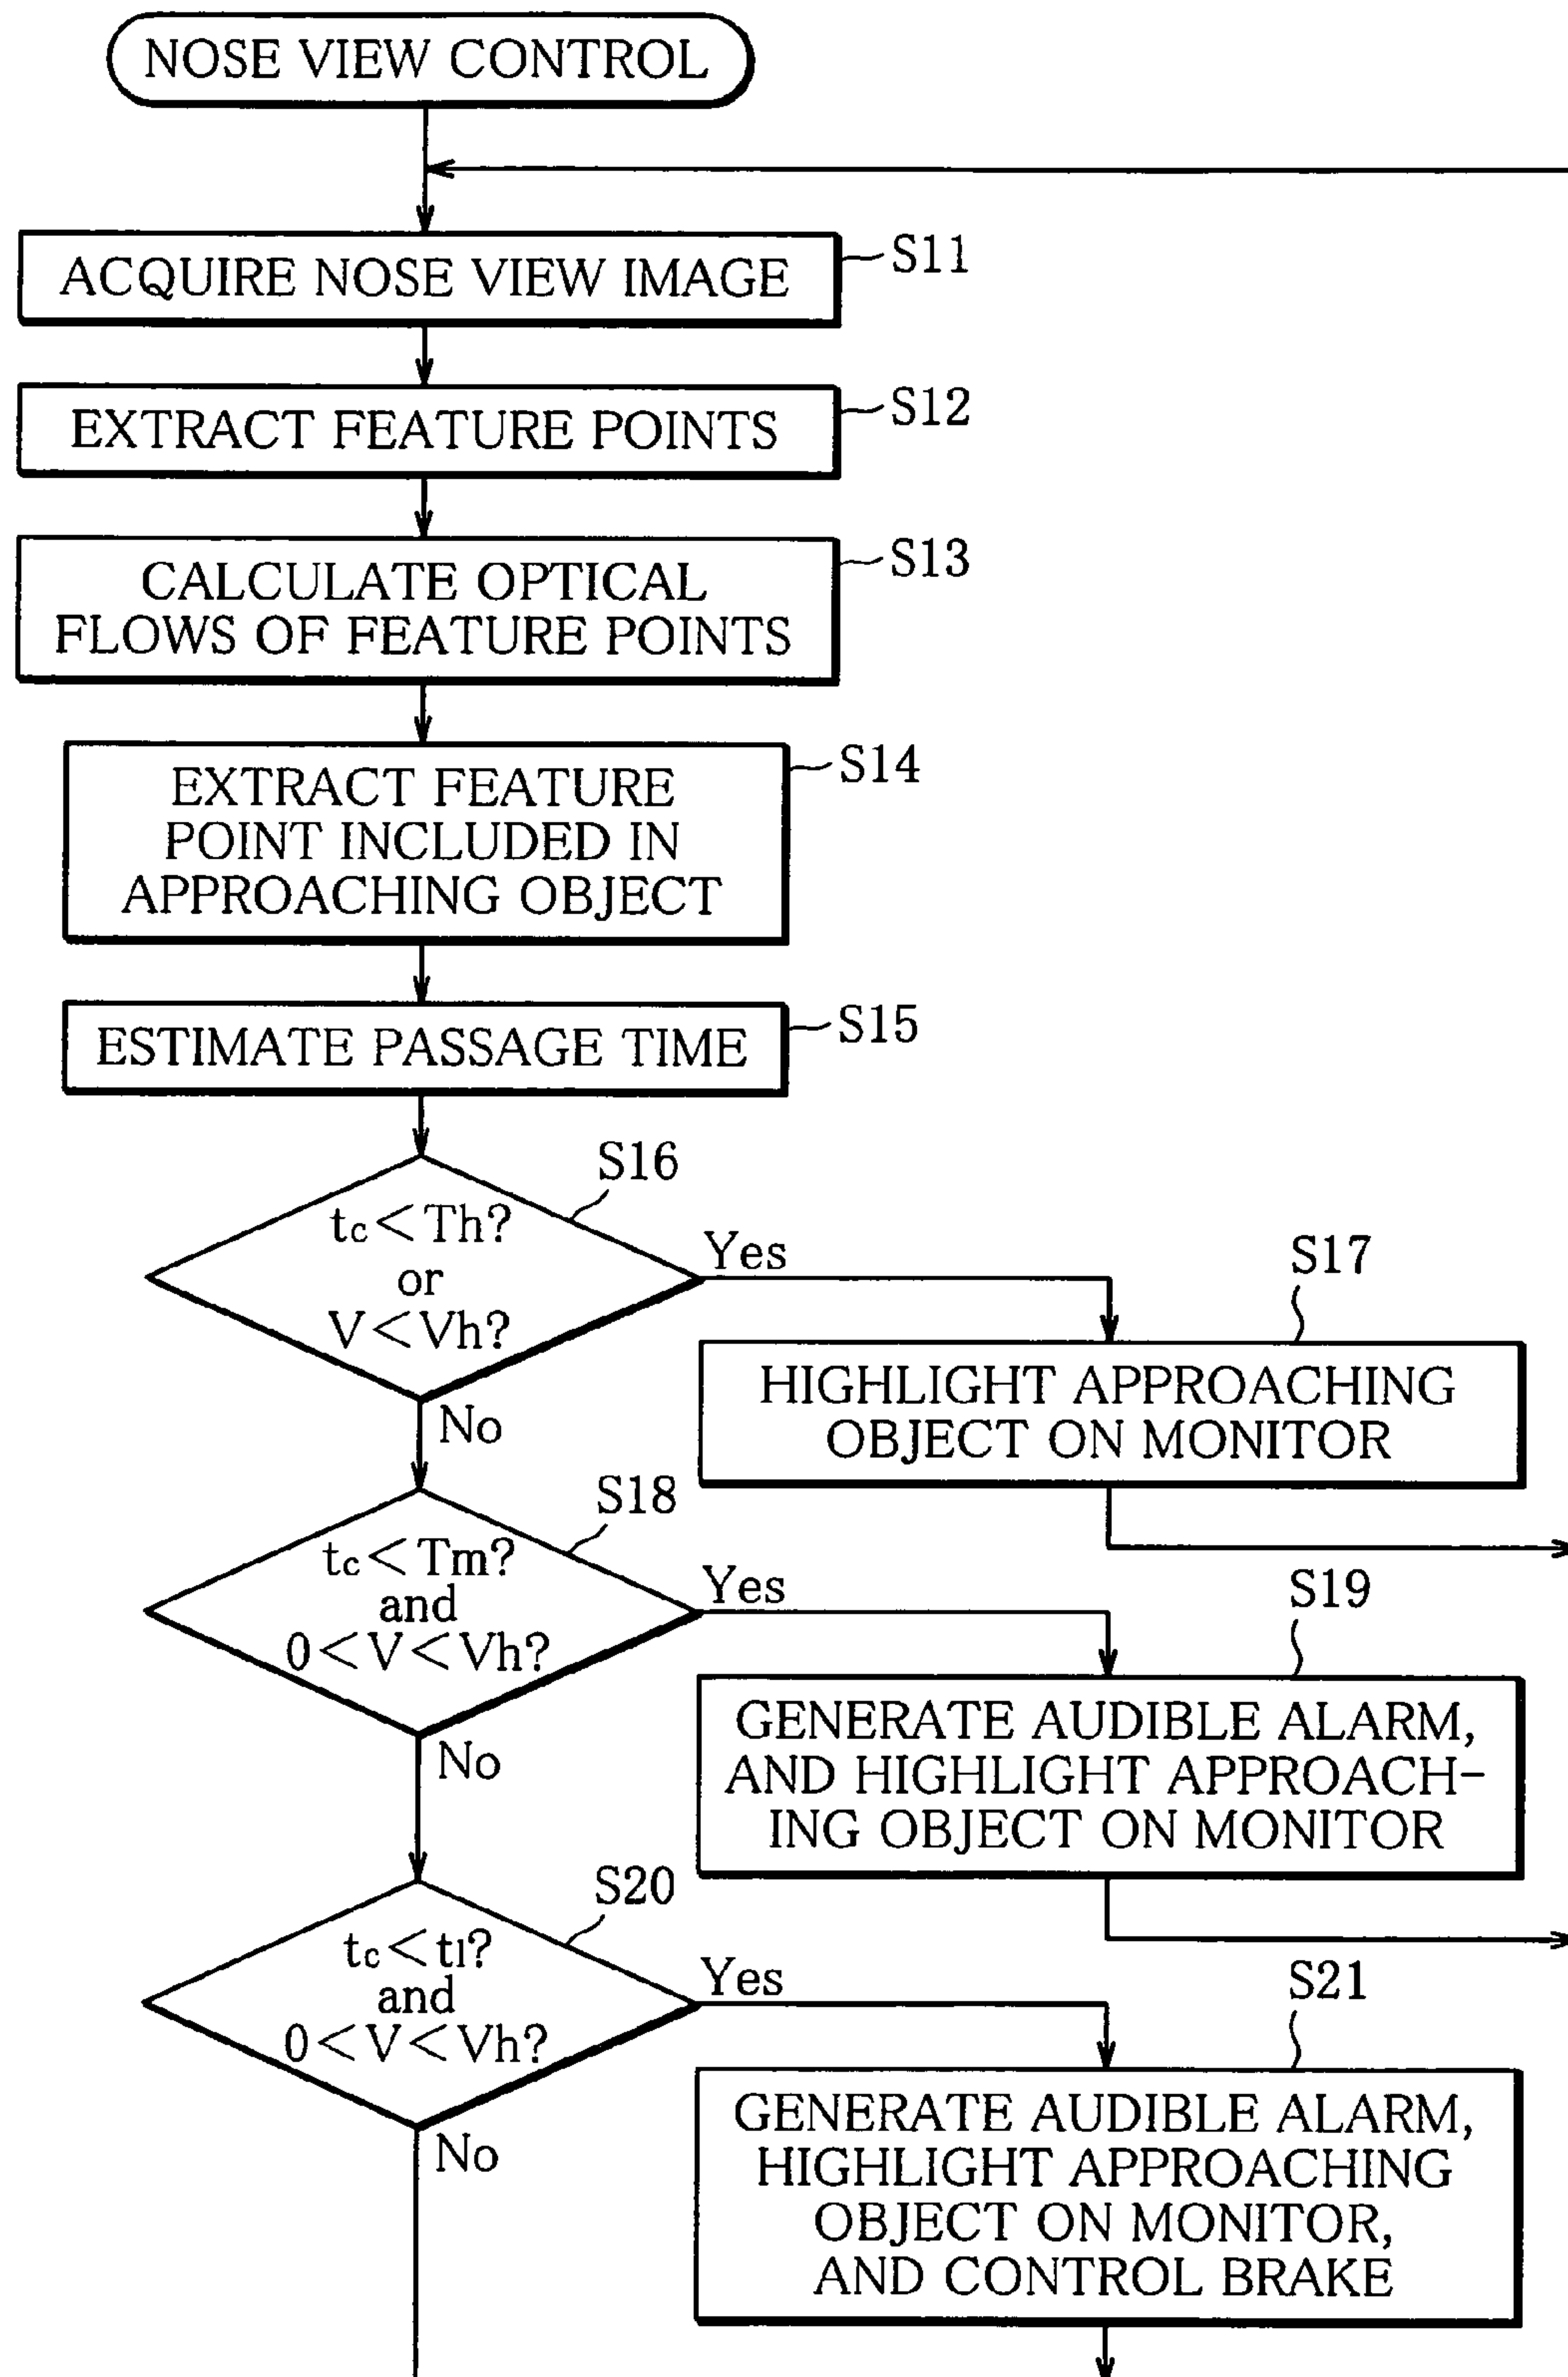 NOSE VIEW CONTROL
ACQUIRE NOSE VIEW IMAGE
S11
EXTRACT FEATURE POINTS
S12
CALCULATE OPTICAL
FLOWS OF FEATURE POINTS
S13
EXTRACT FEATURE
POINT INCLUDED IN
APPROACHING OBJECT
S14
ESTIMATE PASSAGE TIME
S15
S16
tc<Th?
or
V<Vh?
Yes
No
S17
HIGHLIGHT APPROACHING
OBJECT ON MONITOR
S18
tc<Tm?
and
0<V<Vh?
Yes
No
S19
GENERATE AUDIBLE ALARM,
AND HIGHLIGHT APPROACH-
ING OBJECT ON MONITOR
S20
tc<tl?
and
0<V<Vh?
Yes
No
S21
GENERATE AUDIBLE ALARM,
HIGHLIGHT APPROACHING
OBJECT ON MONITOR,
AND CONTROL BRAKE